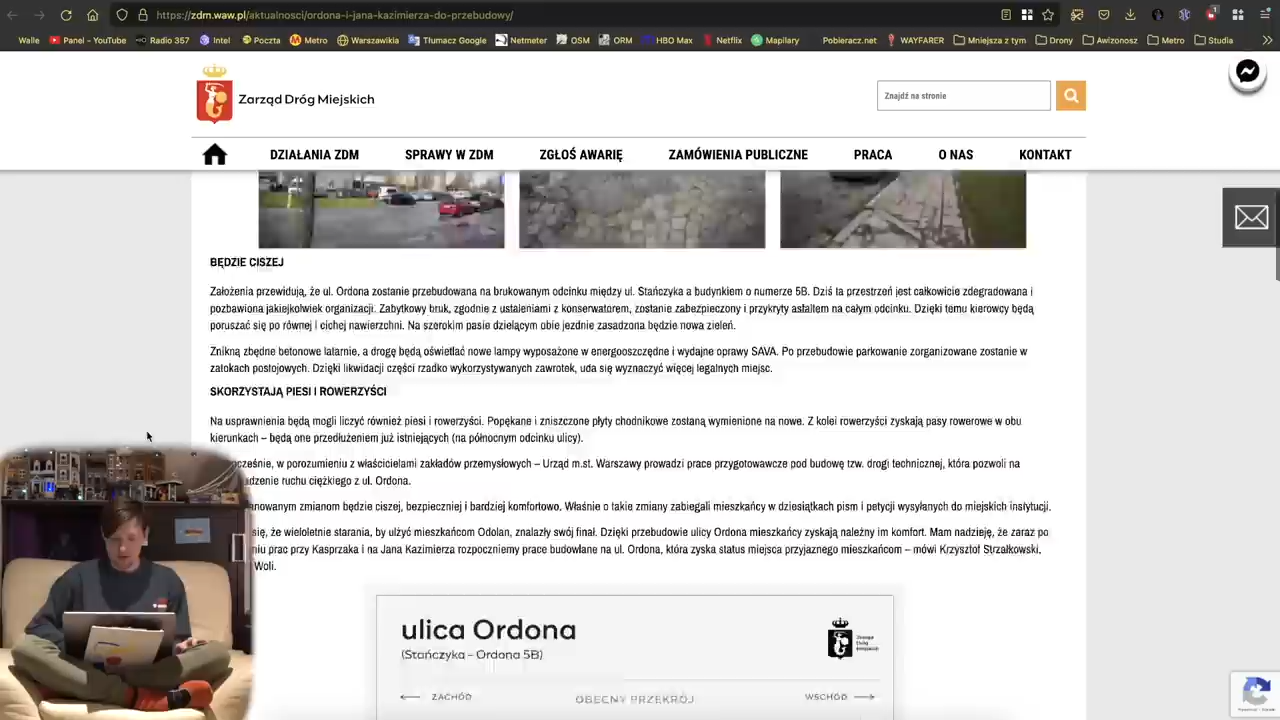 https://zdm.waw.pl/aktualnosci/ordona-i-jana-kazimierza-do-przebudowy/
Walle Panel - YouTube Radio 357 Intel Poczta Metro Warszawikia Tłumacz Google Netmeter OSM ORM HBO Max Netflix Mapilary Pobieracz.net WAYFARER Mniejsza z tym Drony Awizonosz Metro Studia
Zarząd Dróg Miejskich
Znajdź na stronie
DZIAŁANIA ZDM SPRAWY W ZDM ZGŁOŚ AWARIĘ ZAMÓWIENIA PUBLICZNE PRACA O NAS KONTAKT
BĘDZIE CISZEJ
Założenia przewidują, że ul. Ordona zostanie przebudowana na brukowanym odcinku między ul. Stańczyka a budynkiem o numerze 5B. Dziś ta przestrzeń jest całkowicie zdegradowana i
pozbawiona jakiejkolwiek organizacji. Zabytkowy bruk, zgodnie z ustaleniami z konserwatorem, zostanie zabezpieczony i przykryty asfaltem na całym odcinku. Dzięki temu kierowcy będą
poruszać się po równej i cichej nawierzchni. Na szerokim pasie dzielącym obie jezdnie zasadzona będzie nowa zieleń.
Znikną zbędne betonowe latarnie, a drogę będą oświetlać nowe lampy wyposażone w energooszczędne i wydajne oprawy SAVA. Po przebudowie parkowanie zorganizowane zostanie w
zatokach postojowych. Dzięki likwidacji części rzadko wykorzystywanych zawrotek, uda się wyznaczyć więcej legalnych miejsc.
SKORZYSTAJĄ PIESI I ROWERZYŚCI
Na usprawnienia będą mogli liczyć również piesi i rowerzyści. Popękane i zniszczone płyty chodnikowe zostaną wymienione na nowe. Z kolei rowerzyści zyskają pasy rowerowe w obu
kierunkach – będą one przedłużeniem już istniejących (na północnym odcinku ulicy).
cześnie, w porozumieniu z właścicielami zakładów przemysłowych – Urząd m.st. Warszawy prowadzi prace przygotowawcze pod budowę tzw. drogi technicznej, która pozwoli na
dzenie ruchu ciężkiego z ul. Ordona.
anowanym zmianom będzie ciszej, bezpieczniej i bardziej komfortowo. Właśnie o takie zmiany zabiegali mieszkańcy w dziesiątkach pism i petycji wysyłanych do miejskich instytucji.
się, że wieloletnie starania, by ulżyć mieszkańcom Odolan, znalazły swój finał. Dzięki przebudowie ulicy Ordona mieszkańcy zyskają należny im komfort. Mam nadzieję, że zaraz po
niu prac przy Kasprzaka i na Jana Kazimierza rozpoczniemy prace budowlane na ul. Ordona, która zyska status miejsca przyjaznego mieszkańcom – mówi Krzysztof Strzałkowski,
Woli.
ulica Ordona
(Stańczyka – Ordona 5B)
ZACHÓD OBECNY PRZEKRÓJ WSCHÓD